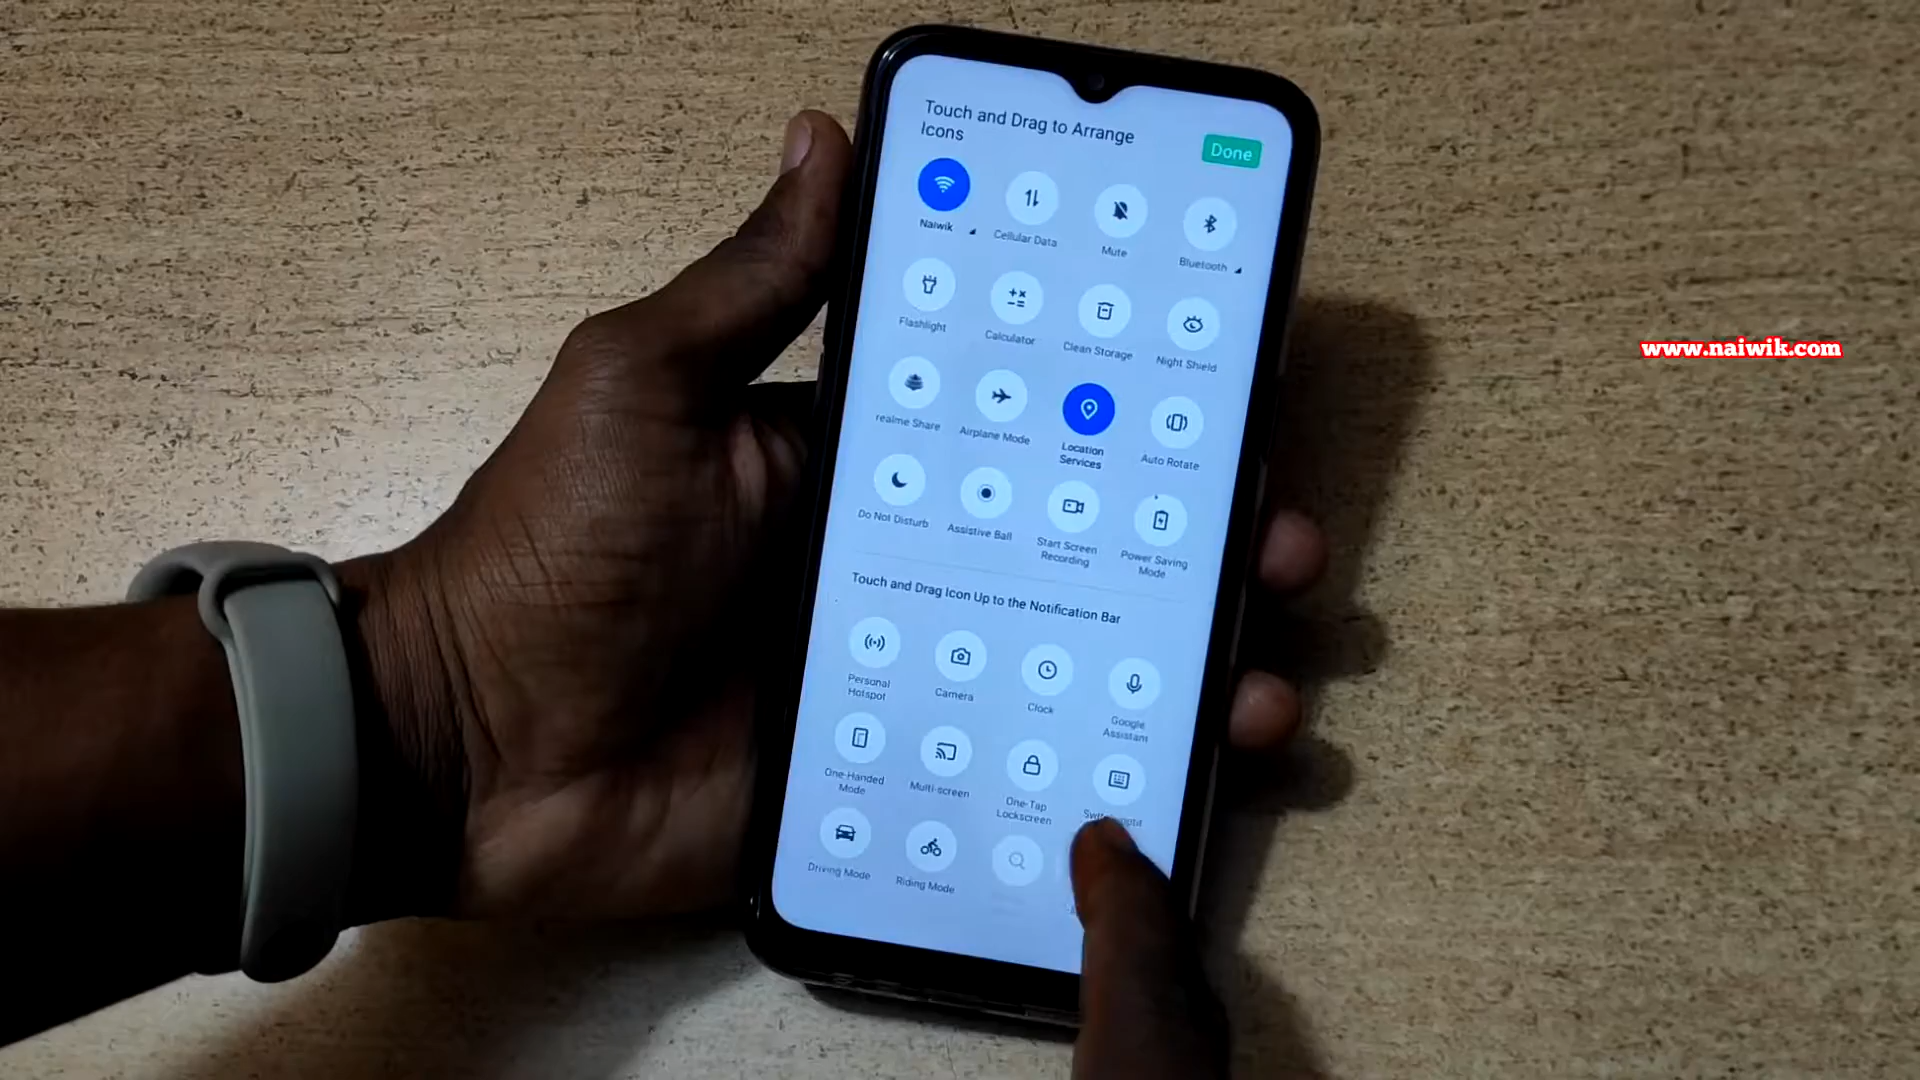 Touch and Drag to Arrange
Icons
Done
Naiwik
Cellular Data
Mute
Bluetooth
Flashlight
Calculator
Clean Storage
Night Shield
realme Share
Airplane Mode
Location
Services
Auto Rotate
Do Not Disturb
Assistive Ball
Start Screen
Recording
Power Saving
Mode
Touch and Drag Icon Up to the Notification Bar
Personal
Hotspot
Camera
Clock
Google
Assistant
One-Handed
Mode
Multi-screen
One-Tap
Lockscreen
Driving Mode
Riding Mode
www.naiwik.com